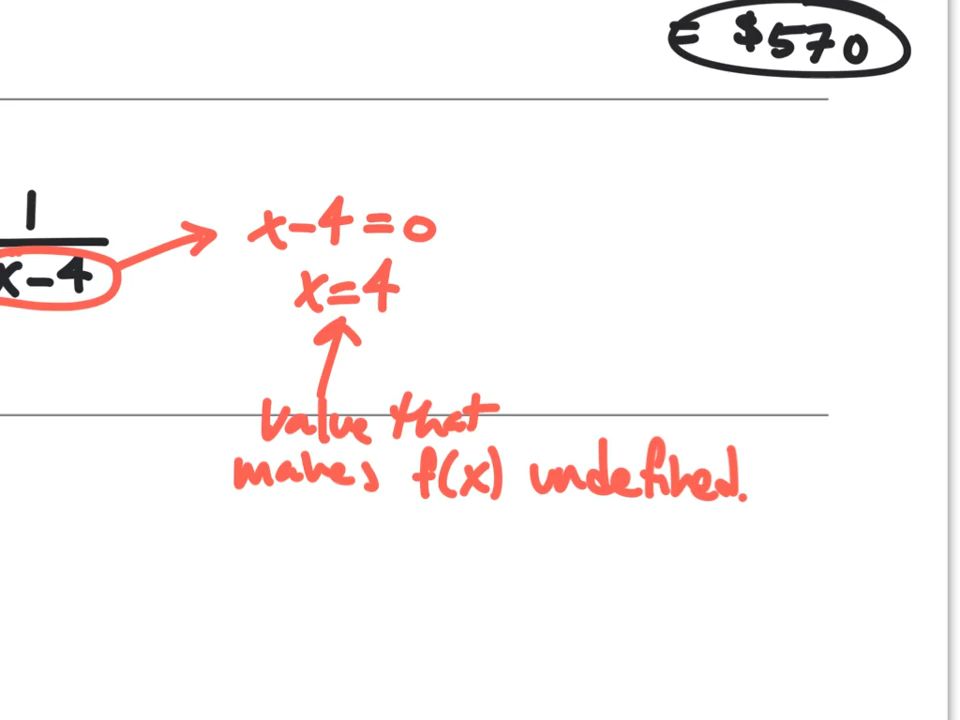 = $570
1
x-4
x-4=0
x=4
Value that
makes f(x) undefined.